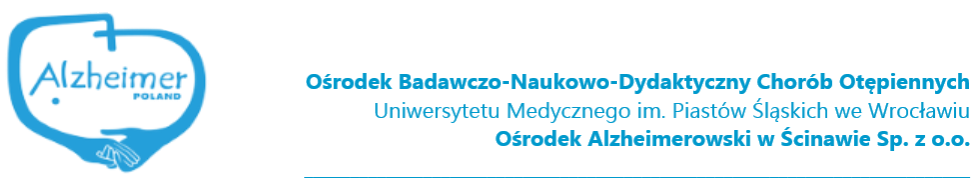 Alzheimer
POLAND
Ośrodek Badawczo-Naukowo-Dydaktyczny Chorób Otępiennych
Uniwersytetu Medycznego im. Piastów Śląskich we Wrocławiu
Ośrodek Alzheimerowski w Ścinawie Sp. z o.o.